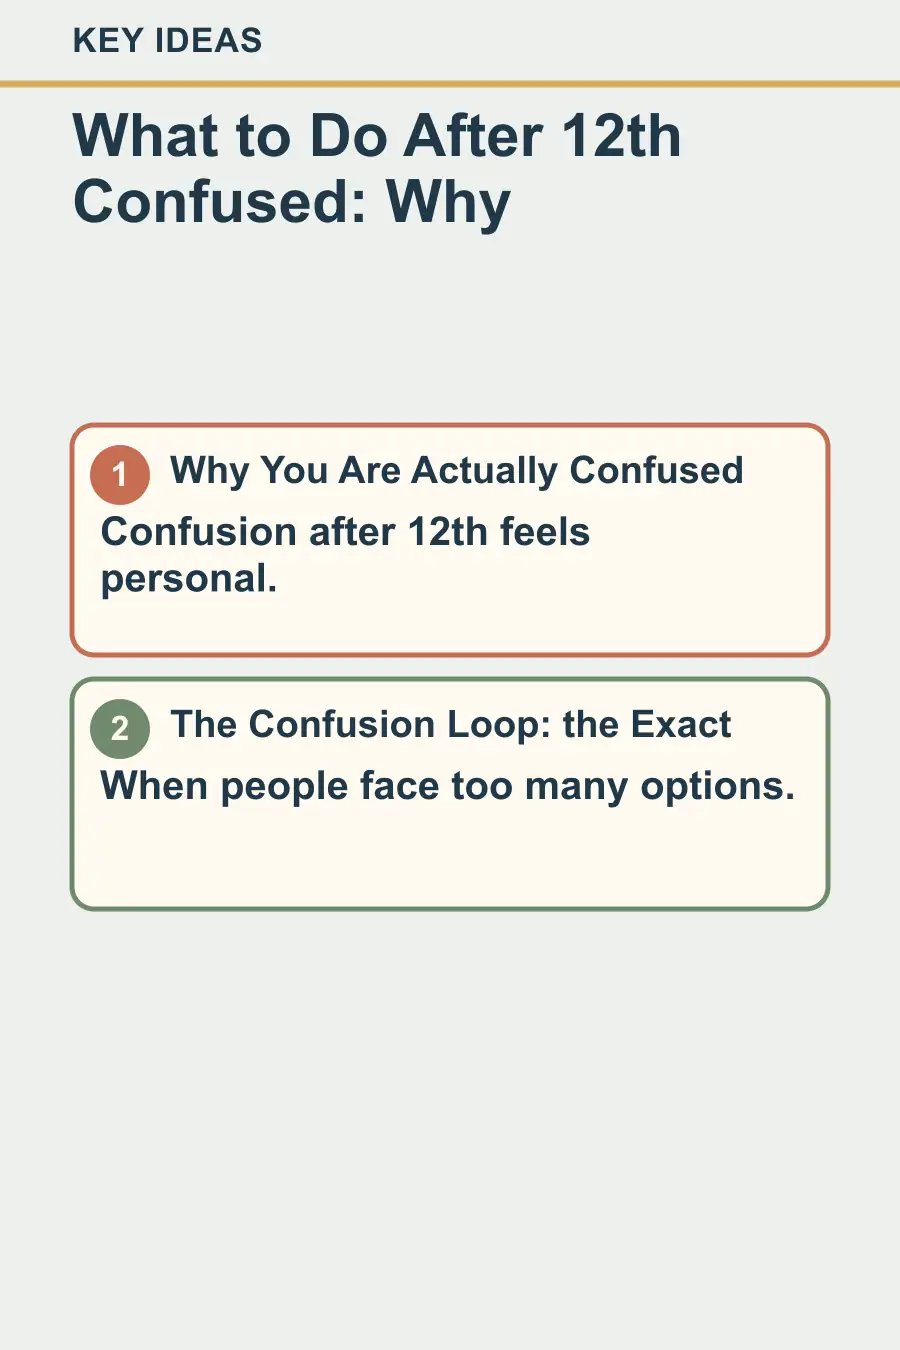 KEY IDEAS
What to Do After 12th
Confused: Why
1 Why You Are Actually Confused
Confusion after 12th feels
personal.
2 The Confusion Loop: the Exact
When people face too many options.